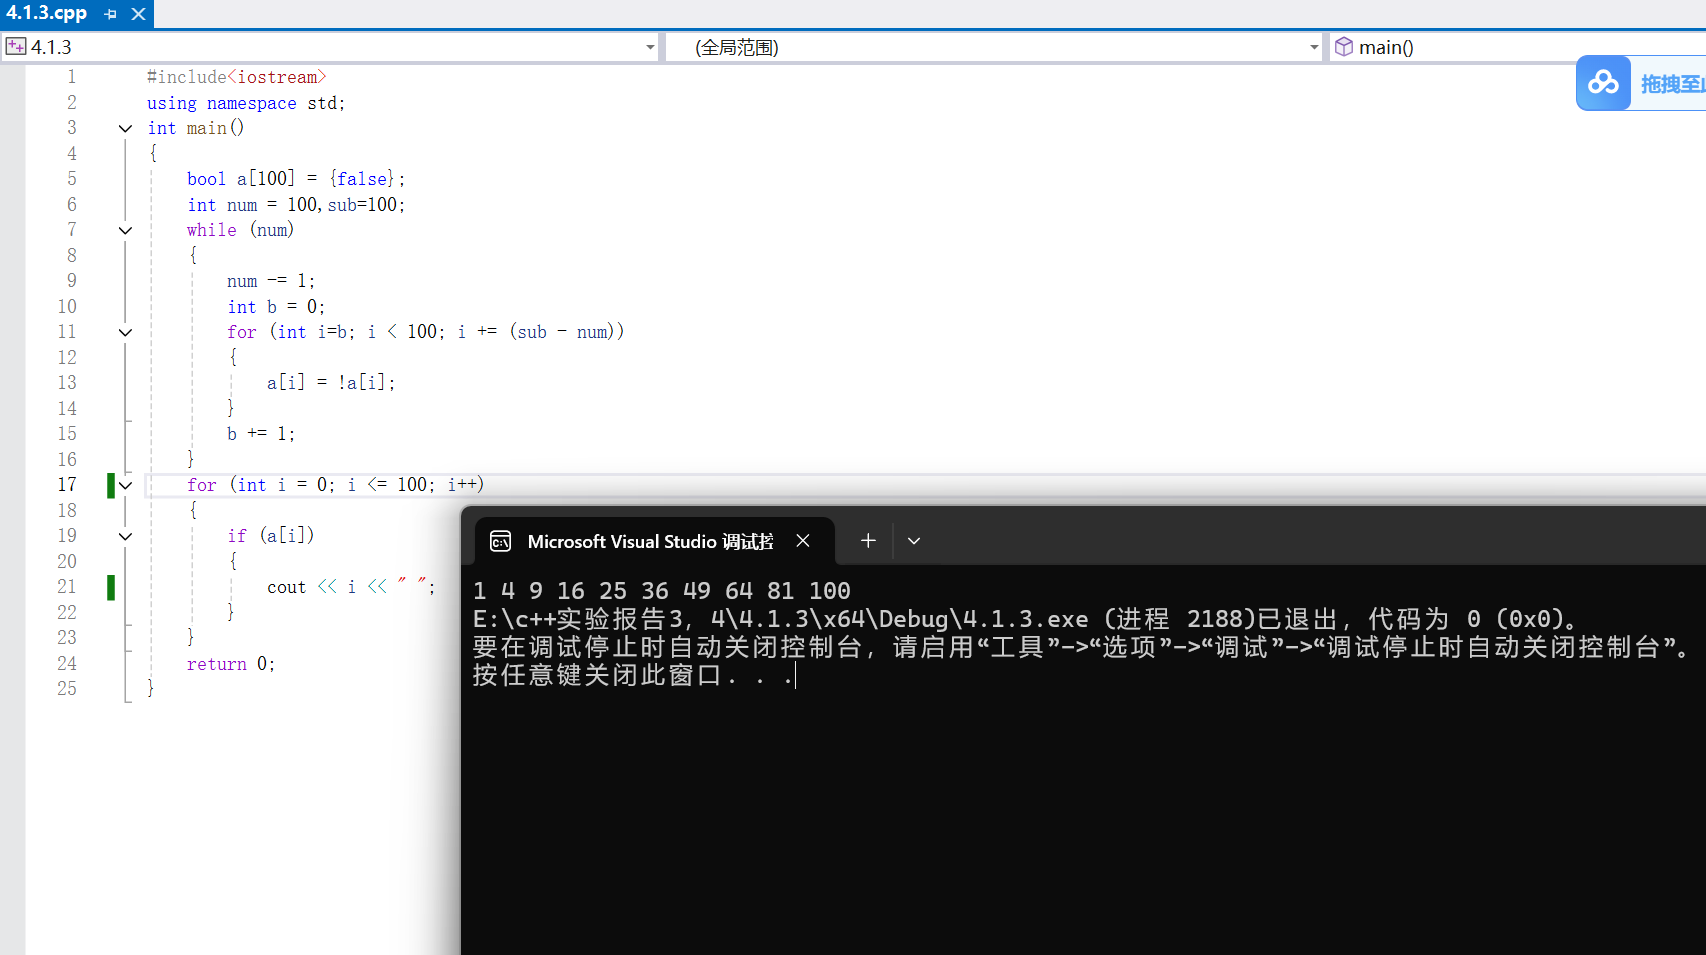 4.1.3.cpp
4.1.3 (全局范围) main()
拖拽至
1 #include<iostream>
2 using namespace std;
3 int main()
4 {
5 bool a[100] = {false};
6 int num = 100,sub=100;
7 while (num)
8 {
9 num -= 1;
10 int b = 0;
11 for (int i=b; i < 100; i += (sub - num))
12 {
13 a[i] = !a[i];
14 }
15 b += 1;
16 }
17 for (int i = 0; i <= 100; i++)
18 {
19 if (a[i])
20 {
21 cout << i << " ";
22 }
23 }
24 return 0;
25 }
Microsoft Visual Studio 调试控
1 4 9 16 25 36 49 64 81 100
E:\c++实验报告3, 4\4.1.3\x64\Debug\4.1.3.exe (进程 2188)已退出，代码为 0 (0x0)。
要在调试停止时自动关闭控制台，请启用“工具”->“选项”->“调试”->“调试停止时自动关闭控制台”。
按任意键关闭此窗口. . .